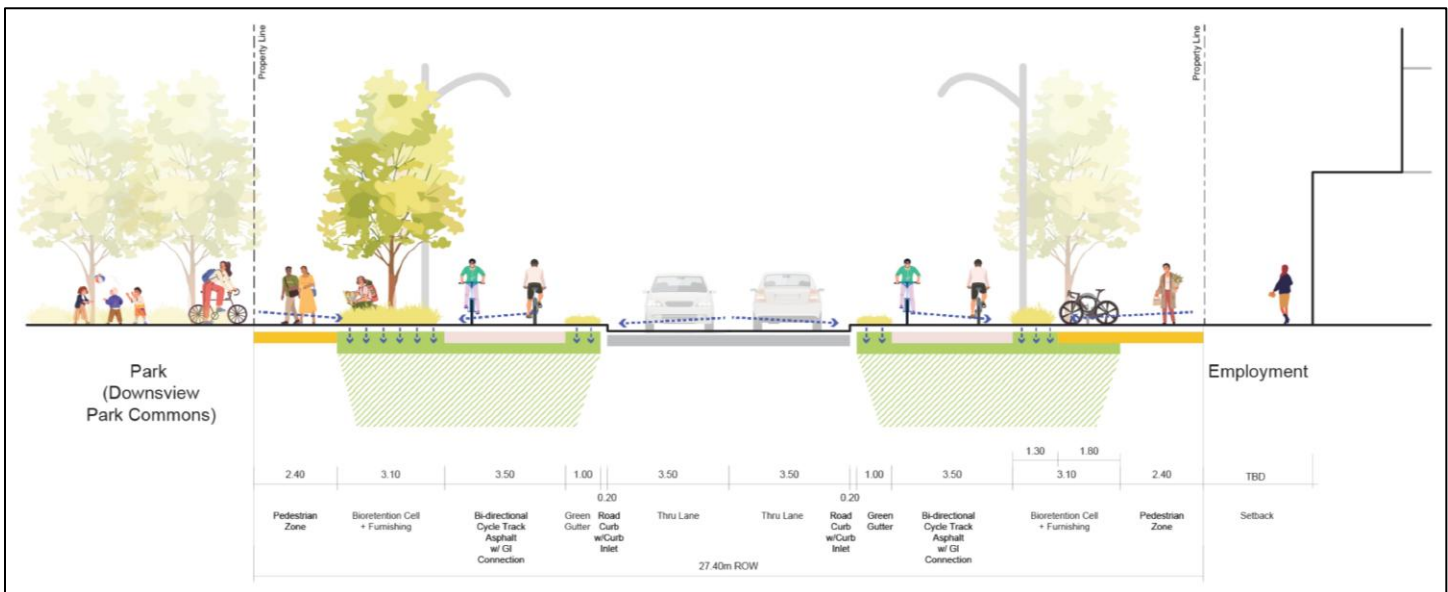 Property Line
Property Line
Park
(Downsview
Park Commons)
Employment
1.30
1.80
2.40
3.10
3.50
1.00
0.20
3.50
3.50
0.20
1.00
3.50
3.10
2.40
TBD
Pedestrian
Zone
Bioretention Cell
+ Furnishing
Bi-directional
Cycle Track
Asphalt
w/ GI
Connection
Green
Gutter
Road
Curb
w/Curb
Inlet
Thru Lane
Thru Lane
Road
Curb
w/Curb
Inlet
Green
Gutter
Bi-directional
Cycle Track
Asphalt
w/ GI
Connection
Bioretention Cell
+ Furnishing
Pedestrian
Zone
Setback
27.40m ROW